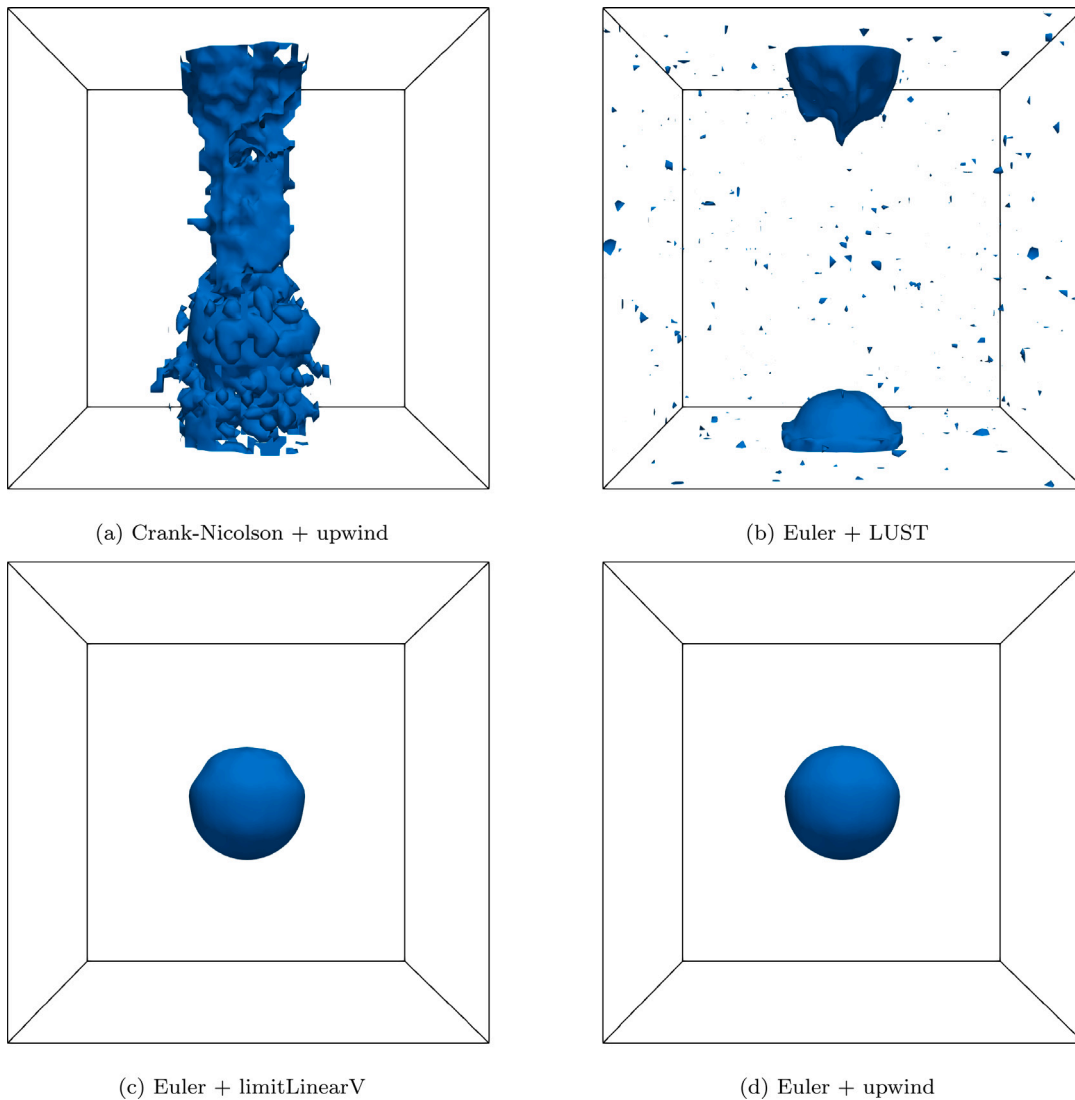 (a) Crank-Nicolson + upwind
(b) Euler + LUST
(c) Euler + limitLinearV
(d) Euler + upwind